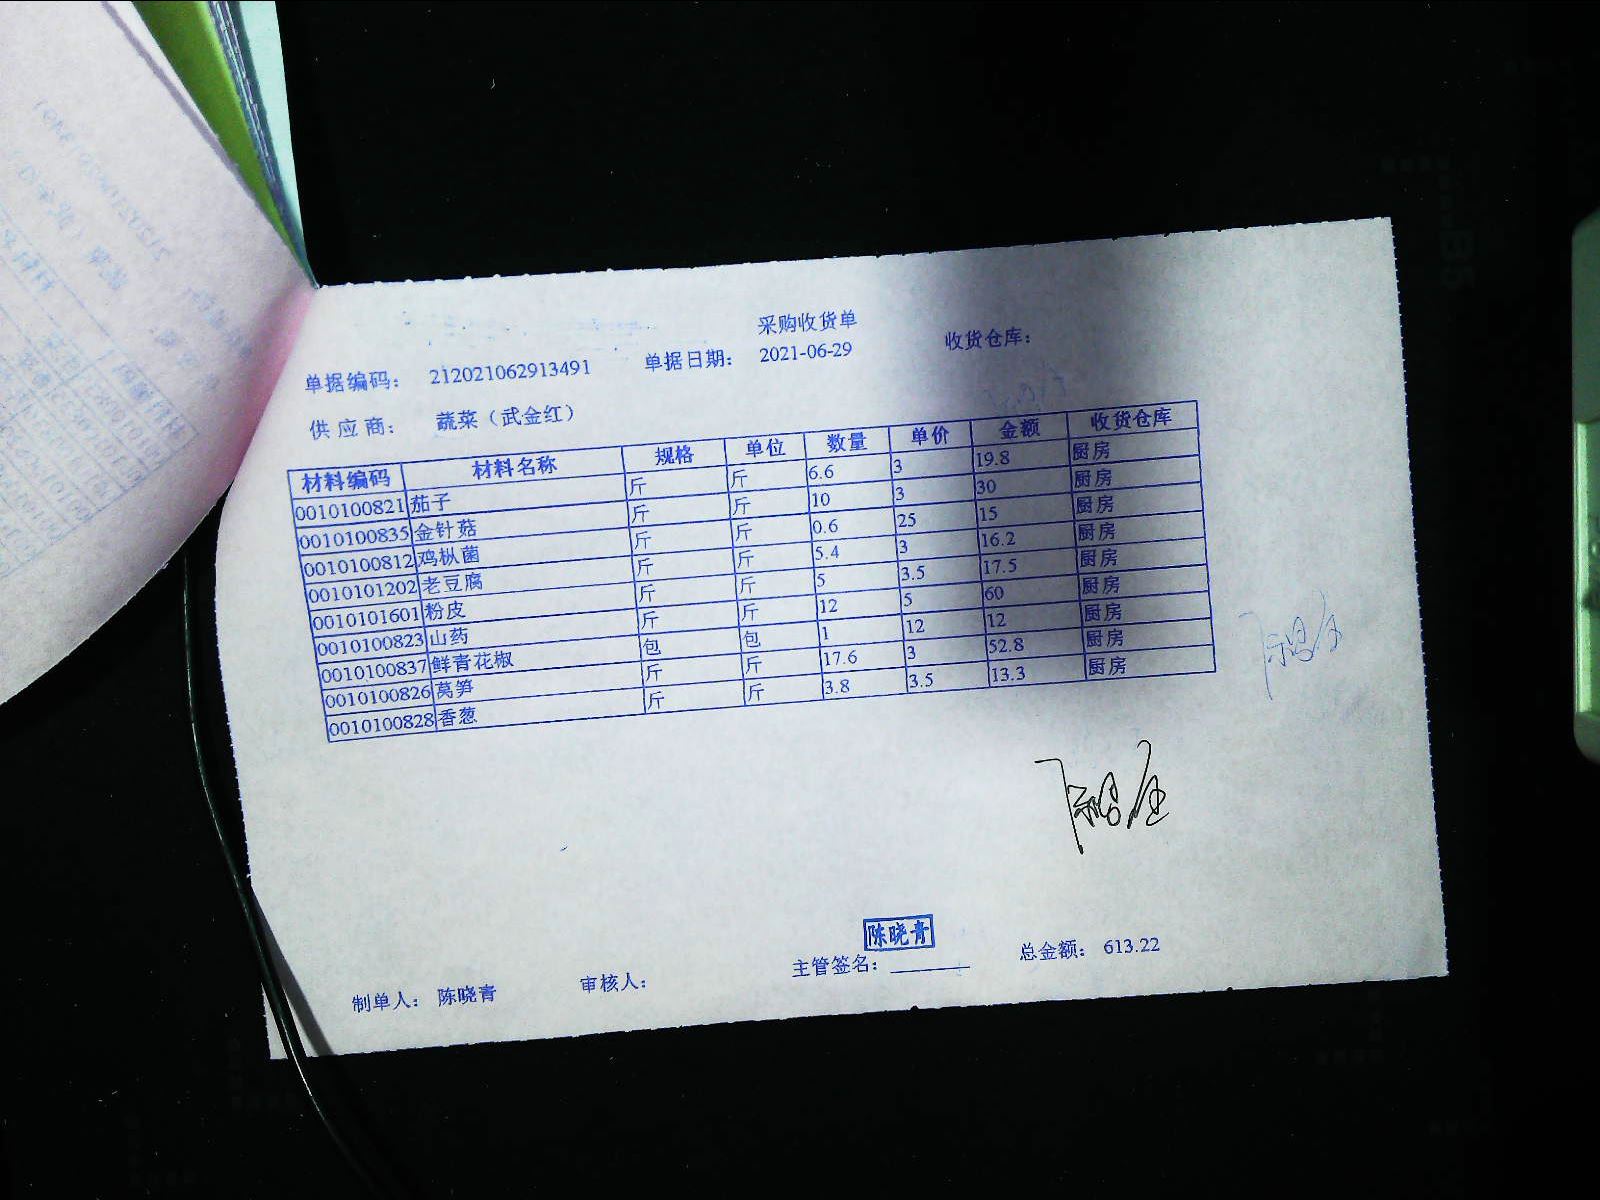 采购收货单
单据编码： 212021062913491 单据日期： 2021-06-29 收货仓库：
供应商： 蔬菜（武金红）
材料编码 材料名称 规格 单位 数量 单价 金额 收货仓库
0010100821 茄子 斤 斤 6.6 3 19.8 厨房
0010100835 金针菇 斤 斤 10 3 30 厨房
0010100812 鸡枞菌 斤 斤 0.6 25 15 厨房
0010101202 老豆腐 斤 斤 5.4 3 16.2 厨房
0010101601 粉皮 斤 斤 5 3.5 17.5 厨房
0010100823 山药 斤 斤 12 5 60 厨房
0010100837 鲜青花椒 包 包 1 12 12 厨房
0010100826 莴笋 斤 斤 17.6 3 52.8 厨房
0010100828 香葱 斤 斤 3.8 3.5 13.3 厨房
陈晓青
制单人： 陈晓青 审核人： 主管签名： 总金额： 613.22